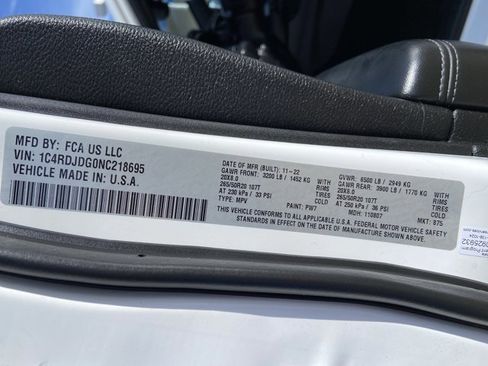 MFD BY: FCA US LLC
VIN: 1C4RDJDG0NC218695
VEHICLE MADE IN: U.S.A.
DATE OF MFR (BUILT): 11-22
GVWR: 6500 LB / 2949 KG
GAWR FRONT: 3200 LB / 1452 KG
GAWR REAR: 3900 LB / 1770 KG
20X8.0 RIMS
20X8.0 RIMS
265/50R20 107T TIRES
265/50R20 107T TIRES
AT 230 kPa / 33 PSI COLD
AT 250 kPa / 36 PSI COLD
TYPE: MPV
PAINT: PW7
MDH: 110807
MKT: 875
THIS VEHICLE CONFORMS TO ALL APPLICABLE U.S.A. FEDERAL MOTOR VEHICLE SAFETY
STANDARDS IN EFFECT ON THE DATE OF MANUFACTURE SHOWN ABOVE.